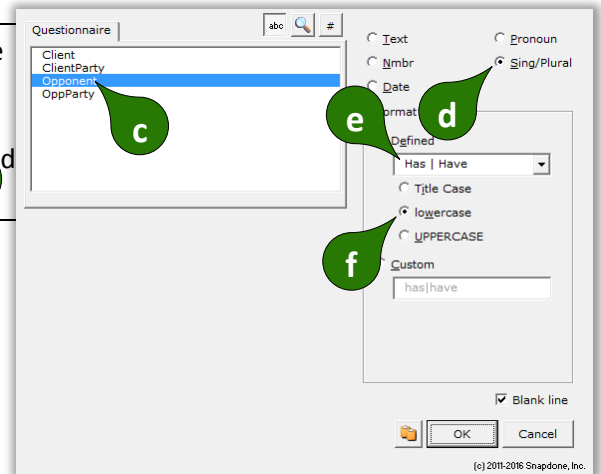 Questionnaire
abc
#
Client
ClientParty
Opponent
OppParty
c
Text
Pronoun
Nmbr
Sing/Plural
Date
d
e
ormat
Defined
Has | Have
Title Case
lowercase
UPPERCASE
f
Custom
has|have
Blank line
OK
Cancel
(c) 2011-2016 Snapdone, Inc.
e
d